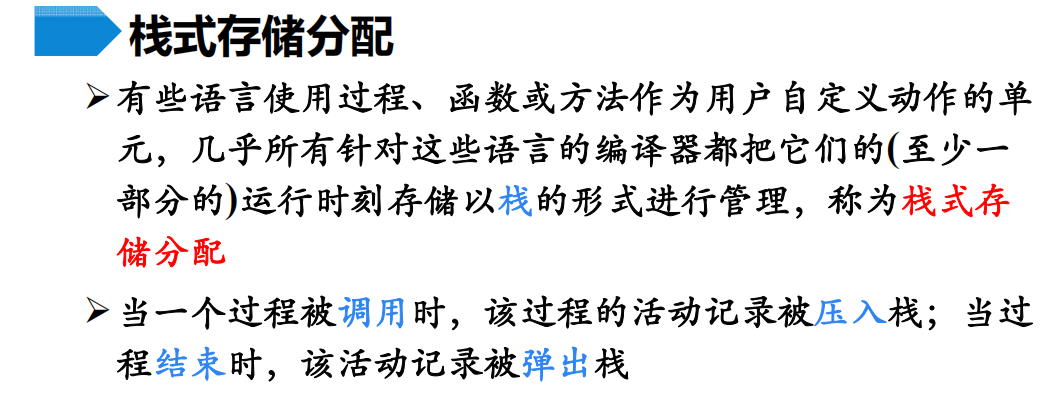 栈式存储分配
➢有些语言使用过程、函数或方法作为用户自定义动作的单
元，几乎所有针对这些语言的编译器都把它们的(至少一
部分的)运行时刻存储以栈的形式进行管理，称为栈式存
储分配
➢当一个过程被调用时，该过程的活动记录被压入栈；当过
程结束时，该活动记录被弹出栈